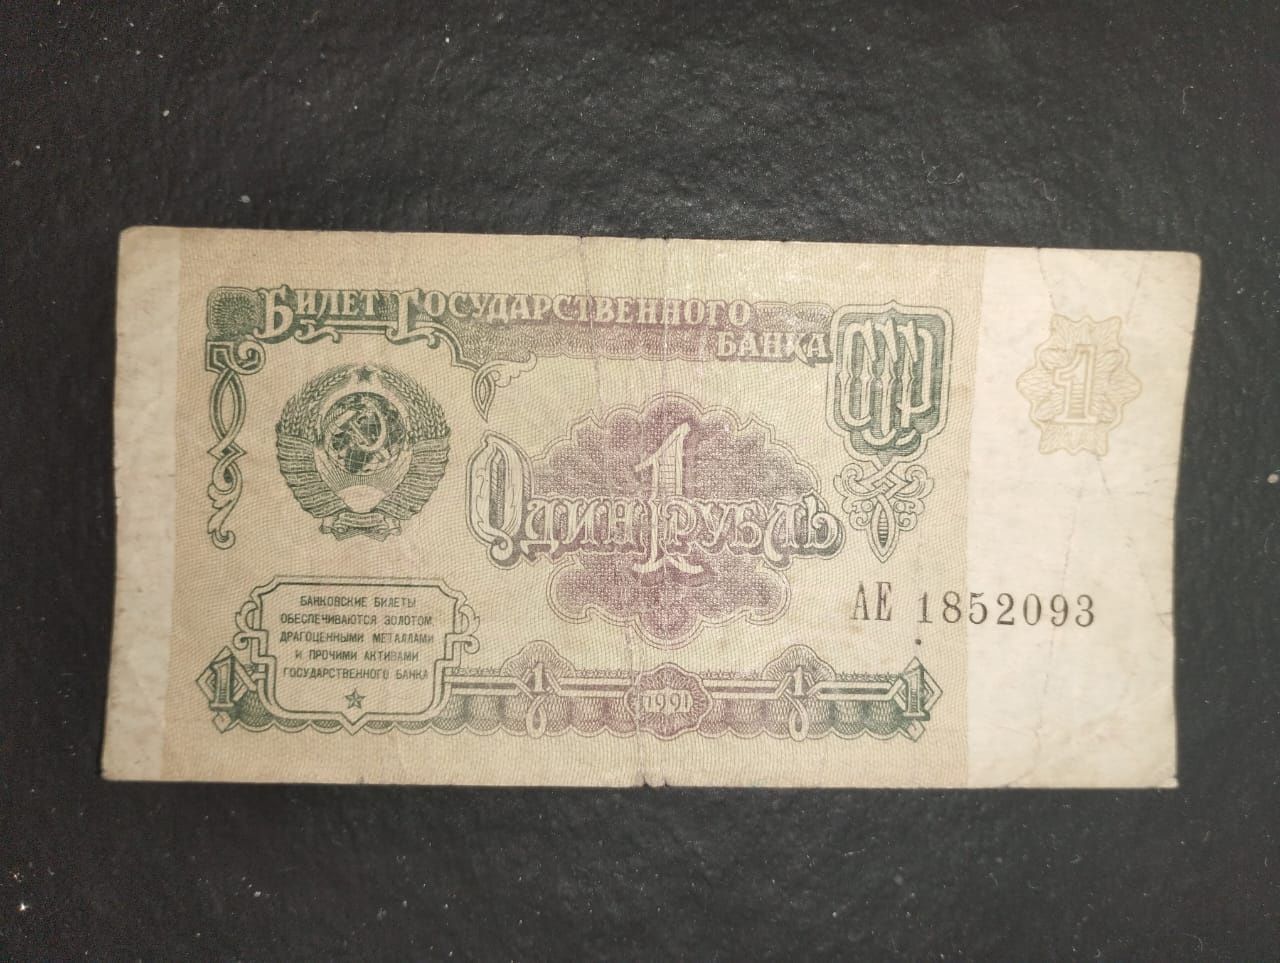 Билет Государственного
банка
СССР
1
Один рубль
1
АЕ 1852093
БАНКОВСКИЕ БИЛЕТЫ
ОБЕСПЕЧИВАЮТСЯ ЗОЛОТОМ,
ДРАГОЦЕННЫМИ МЕТАЛЛАМИ
И ПРОЧИМИ АКТИВАМИ
ГОСУДАРСТВЕННОГО БАНКА
1 1 1991 1 1